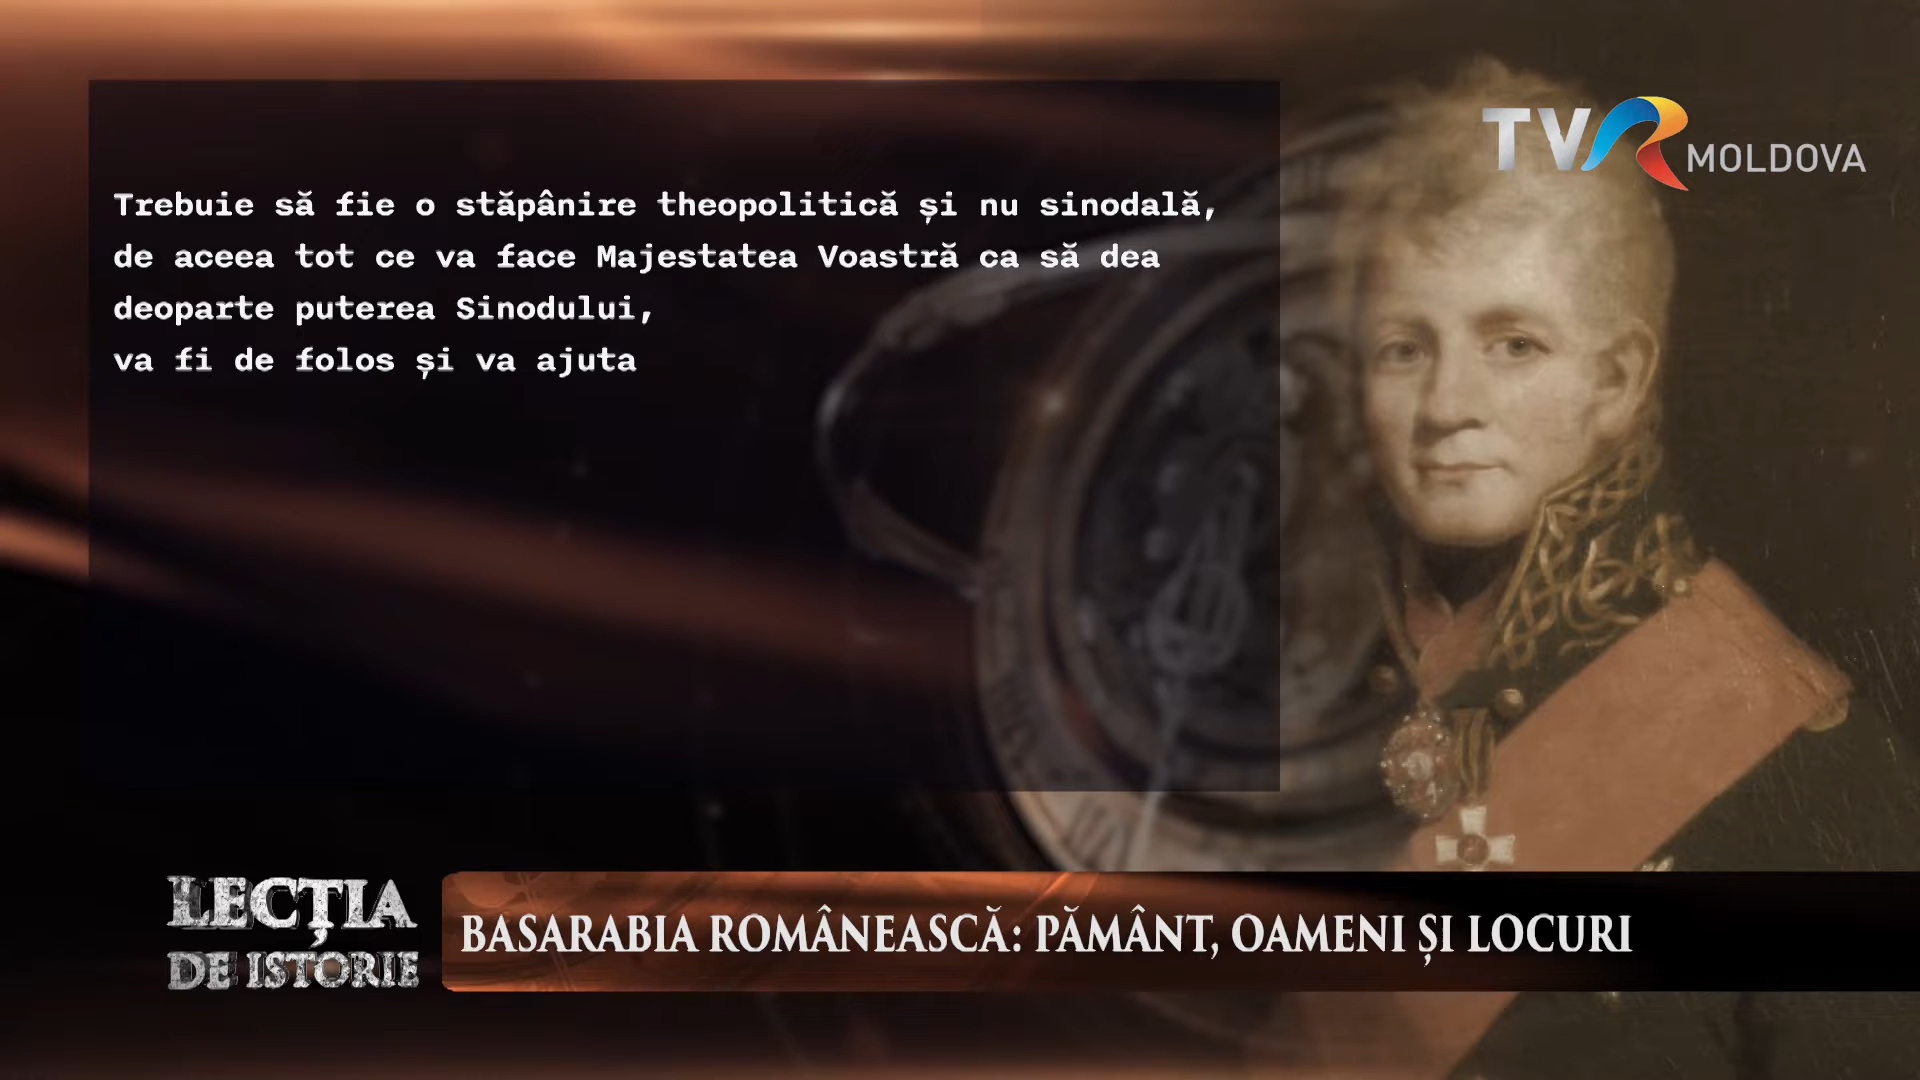 TVR MOLDOVA
Trebuie să fie o stăpânire theopolitică și nu sinodală,
de aceea tot ce va face Majestatea Voastră ca să dea
deoparte puterea Sinodului,
va fi de folos și va ajuta
LECȚIA
DE ISTORIE
BASARABIA ROMÂNEASCĂ: PĂMÂNT, OAMENI ȘI LOCURI